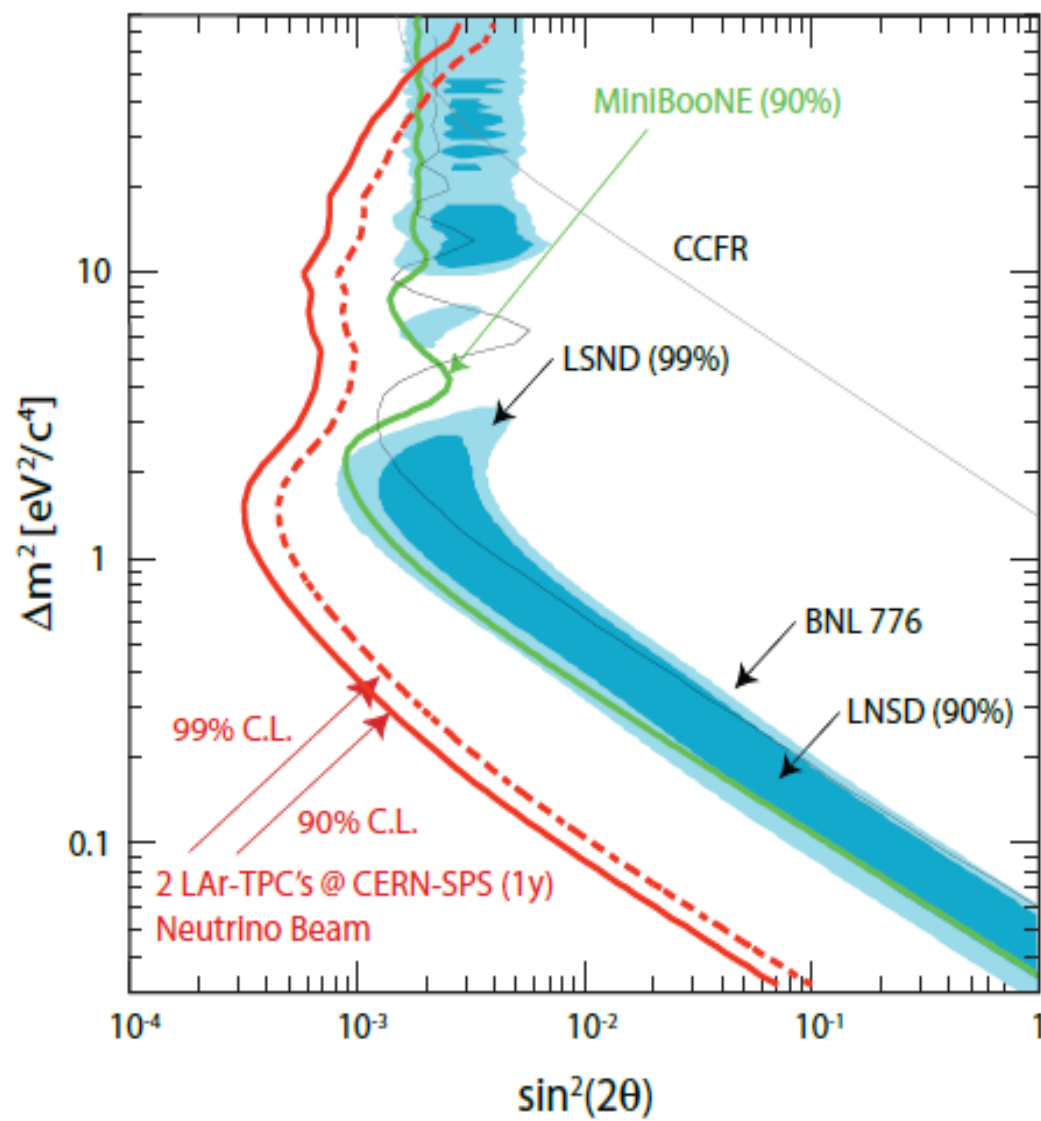 MiniBooNE (90%)
CCFR
10
LSND (99%)
Δm² [eV²/c⁴]
1
BNL 776
LNSD (90%)
99% C.L.
90% C.L.
0.1
2 LAr-TPC's @ CERN-SPS (1y)
Neutrino Beam
10⁻⁴
10⁻³
10⁻²
10⁻¹
1
sin²(2θ)